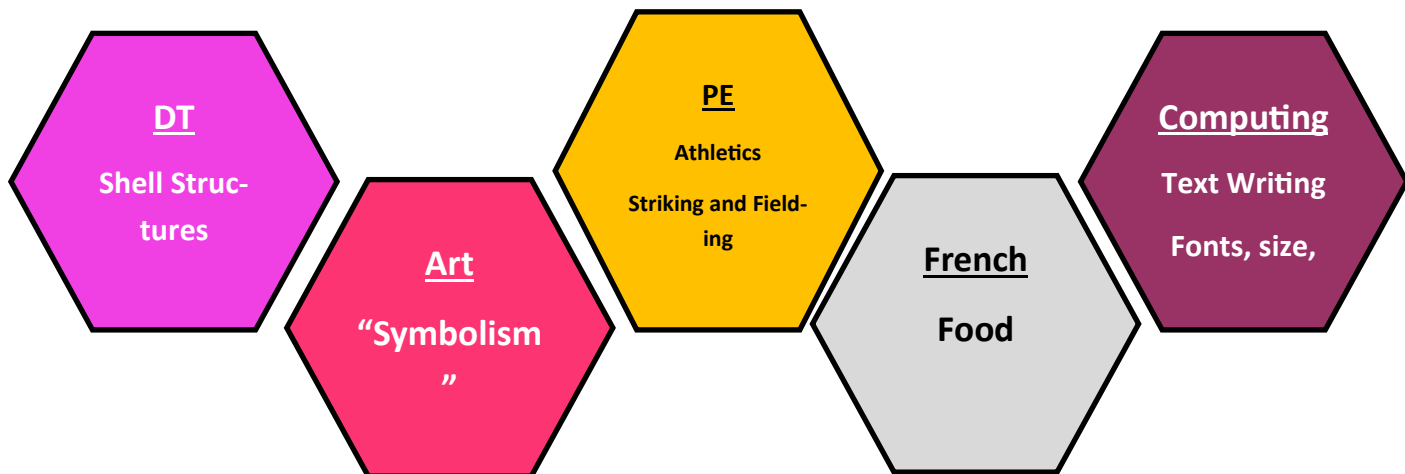 DT
Shell Struc-
tures
Art
“Symbolism
”
PE
Athletics
Striking and Field-
ing
French
Food
Computing
Text Writing
Fonts, size,